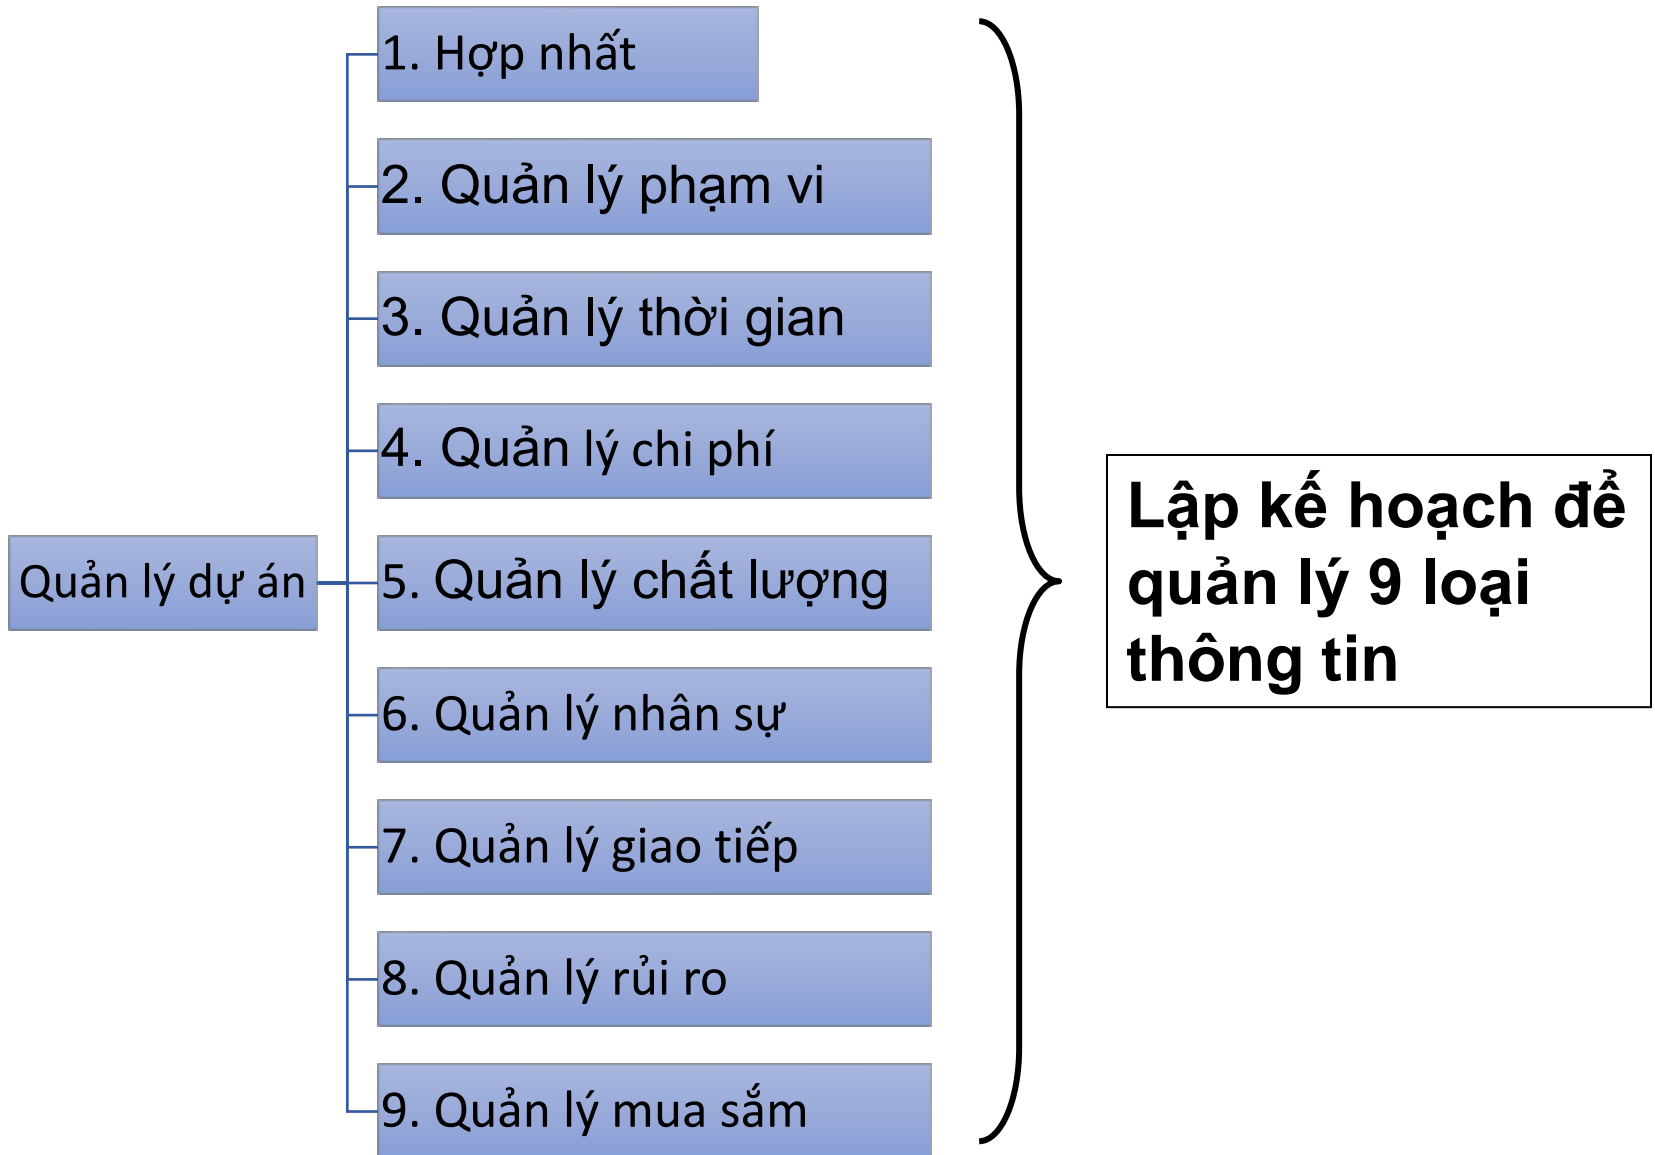 1. Hợp nhất
2. Quản lý phạm vi
3. Quản lý thời gian
4. Quản lý chi phí
Quản lý dự án
5. Quản lý chất lượng
6. Quản lý nhân sự
7. Quản lý giao tiếp
8. Quản lý rủi ro
9. Quản lý mua sắm
Lập kế hoạch để
quản lý 9 loại
thông tin